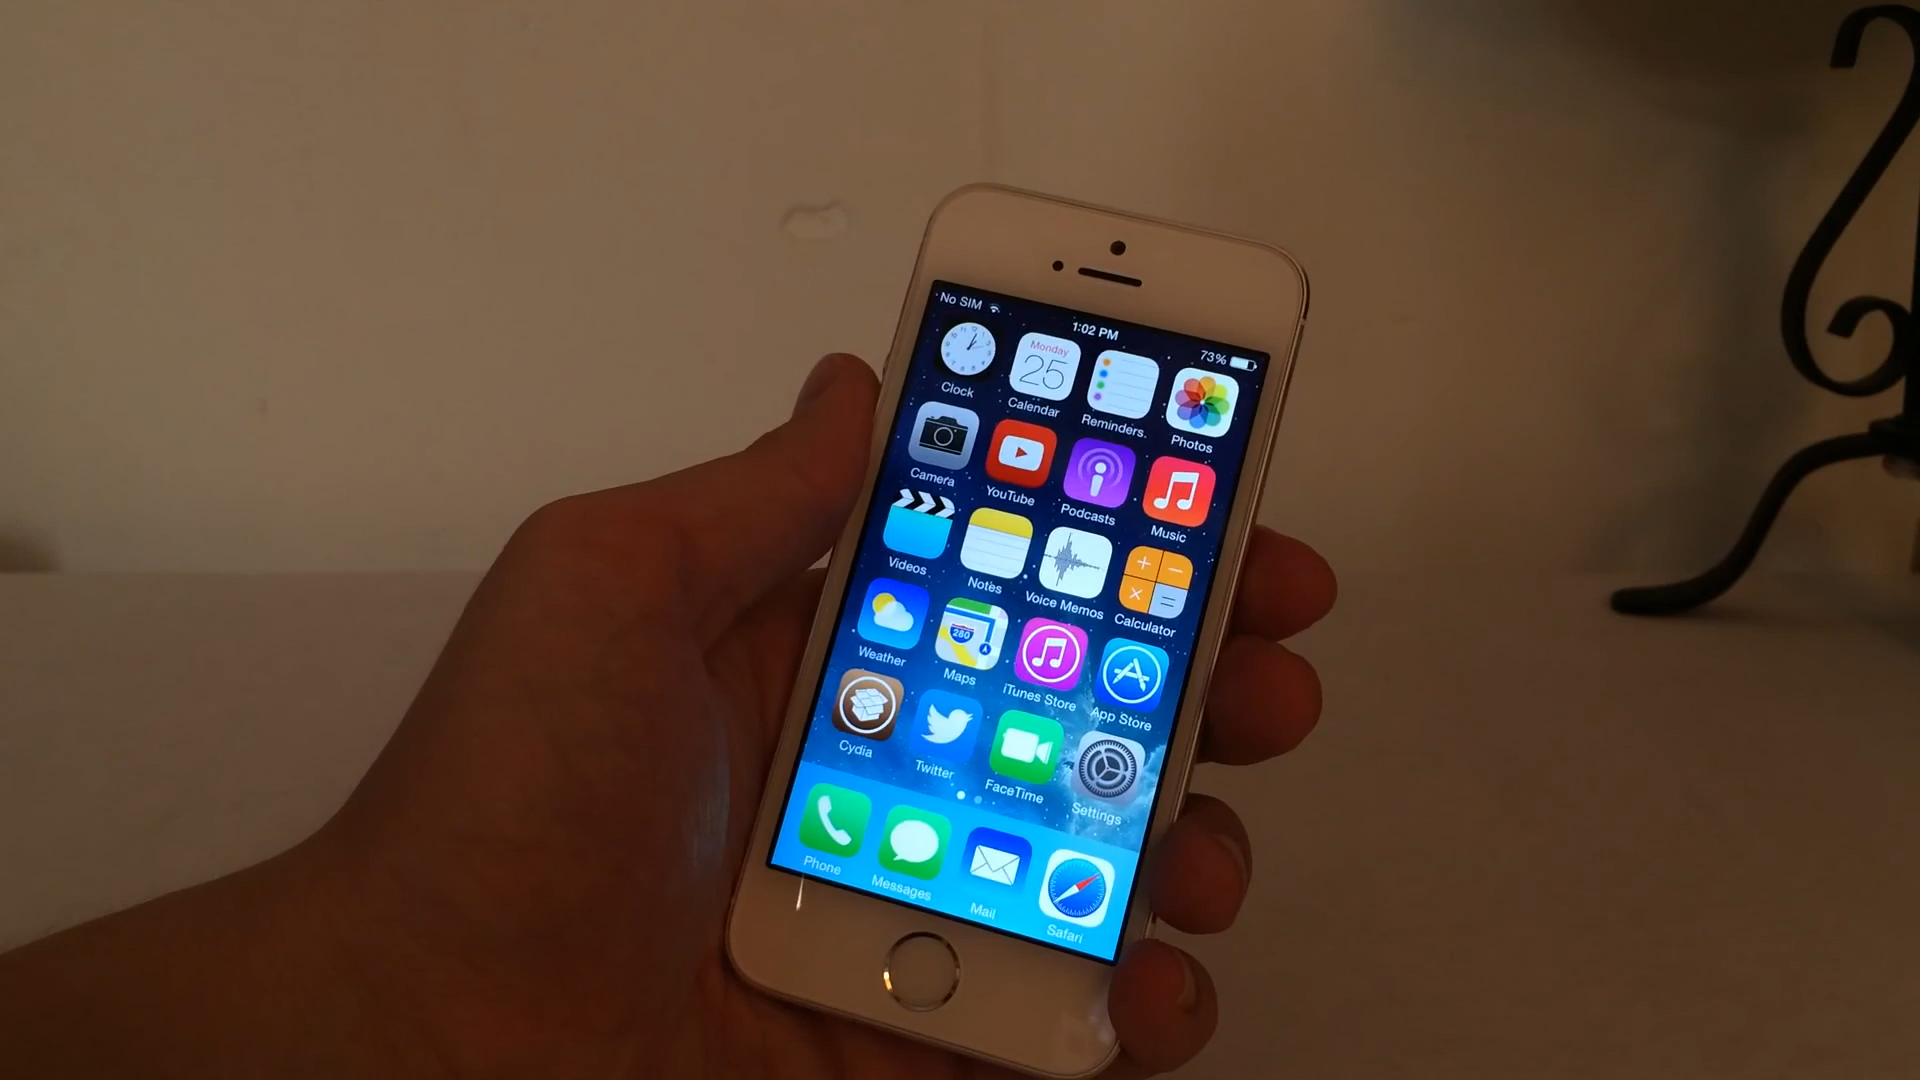 No SIM 1:02 PM 73%
Monday
25
Clock Calendar Reminders Photos
Camera YouTube Podcasts Music
Videos Notes Voice Memos Calculator
280
Weather Maps iTunes Store App Store
Cydia Twitter FaceTime Settings
Phone Messages Mail Safari